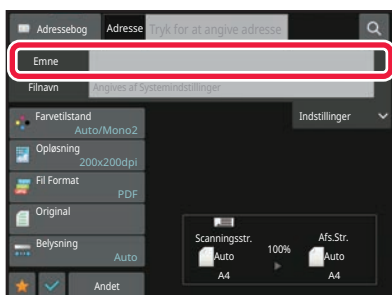 Adressebog Adresse Tryk for at angive adresse
Emne
Filnavn Angives af Systemindstillinger
Farvetilstand
Auto/Mono2
Indstillinger
Opløsning
200x200dpi
Fil Format
PDF
Original
Belysning
Auto
Scanningsstr.
Auto
A4
100%
Afs.Str.
Auto
A4
Andet